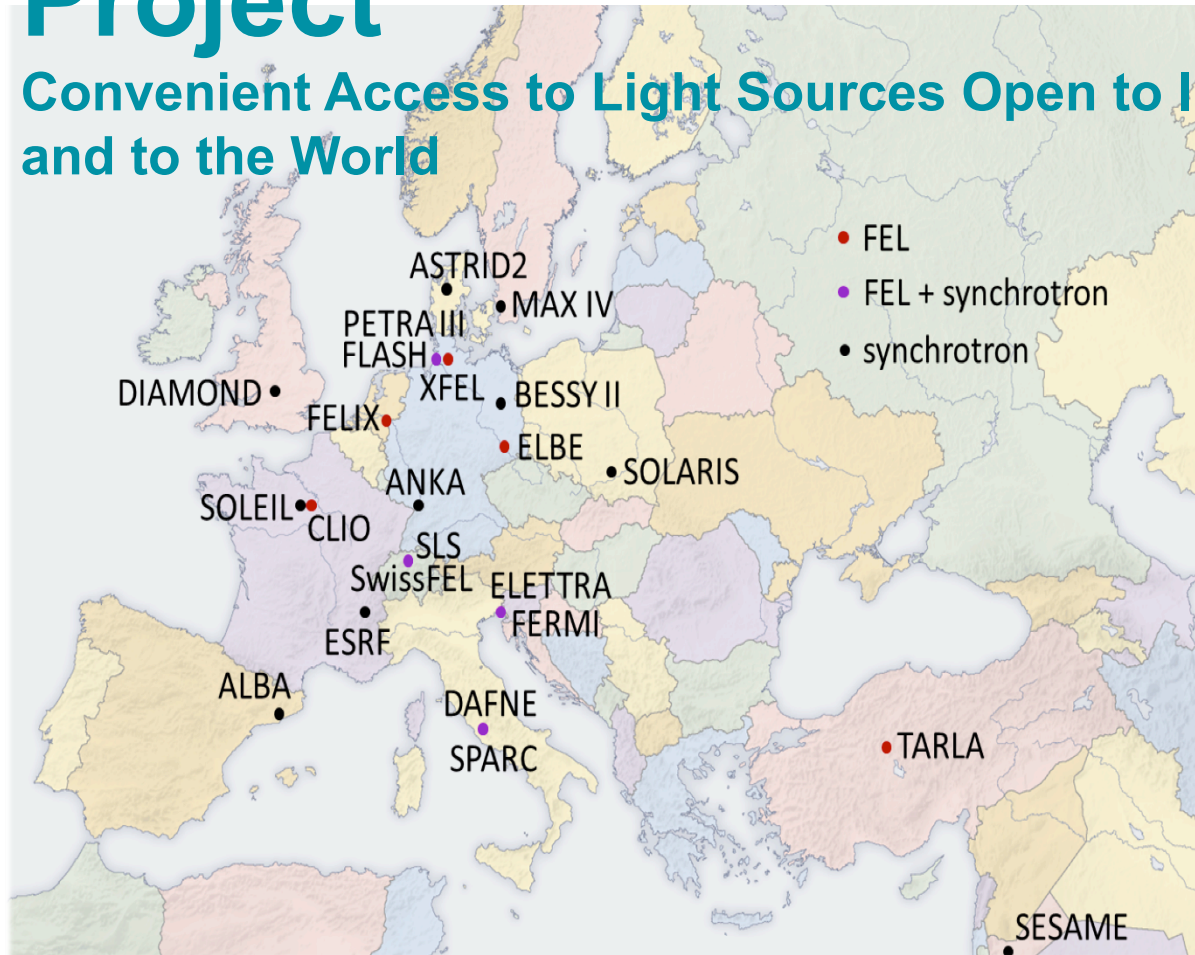 Project
Convenient Access to Light Sources Open to
and to the World
FEL
FEL + synchrotron
synchrotron
ASTRID2
MAX IV
PETRA III
FLASH
XFEL
DIAMOND
BESSY II
FELIX
ELBE
SOLARIS
ANKA
SOLEIL
CLIO
SLS
SwissFEL
ELETTRA
FERMI
ESRF
ALBA
DAFNE
SPARC
TARLA
SESAME